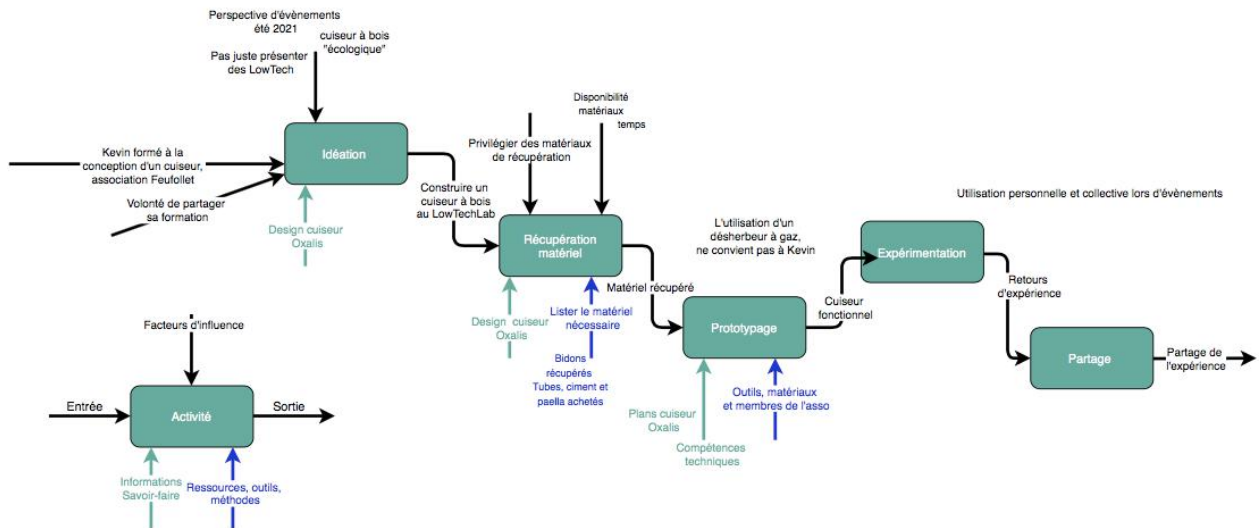 Perspective d'évènements
été 2021
cuiseur à bois
"écologique"
Pas juste présenter
des LowTech
Kevin formé à la
conception d'un cuiseur,
association Feufollet
Volonté de partager
sa formation
Idéation
Design cuiseur
Oxalis
Construire un
cuiseur à bois
au LowTechLab
Privilégier des matériaux
de récupération
Disponibilité
matériaux
temps
Récupération
matériel
Design cuiseur
Oxalis
Lister le matériel
nécessaire
Bidons
récupérés
Tubes, ciment et
paella achetés
Matériel récupéré
L'utilisation d'un
désherbeur à gaz,
ne convient pas à Kevin
Prototypage
Plans cuiseur
Oxalis
Compétences
techniques
Outils, matériaux
et membres de l'asso
Cuiseur
fonctionnel
Utilisation personnelle et collective lors d'évènements
Expérimentation
Retours
d'expérience
Partage
Partage de
l'expérience
Facteurs d'influence
Entrée
Activité
Sortie
Informations
Savoir-faire
Ressources, outils,
méthodes